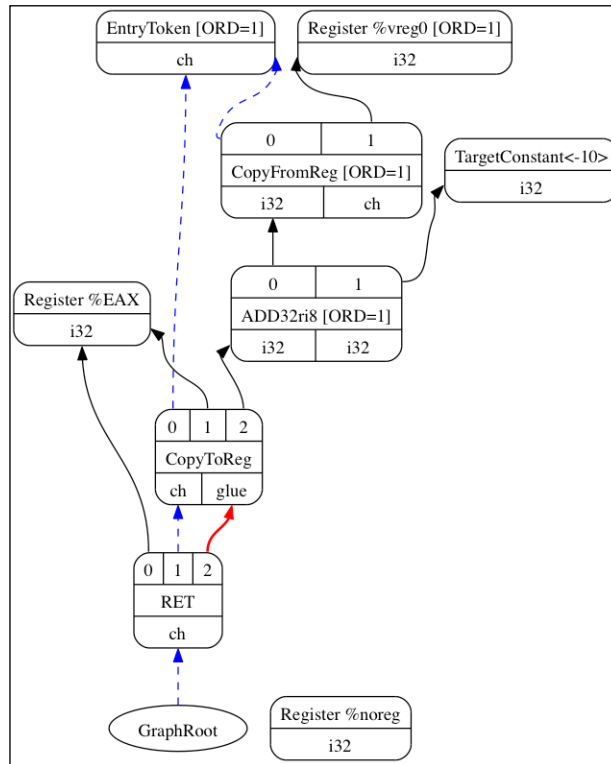 EntryToken [ORD=1]
ch
Register %vreg0 [ORD=1]
i32
0 1
CopyFromReg [ORD=1]
i32 ch
TargetConstant<-10>
i32
0 1
ADD32ri8 [ORD=1]
i32 i32
Register %EAX
i32
0 1 2
CopyToReg
ch glue
0 1 2
RET
ch
GraphRoot
Register %noreg
i32